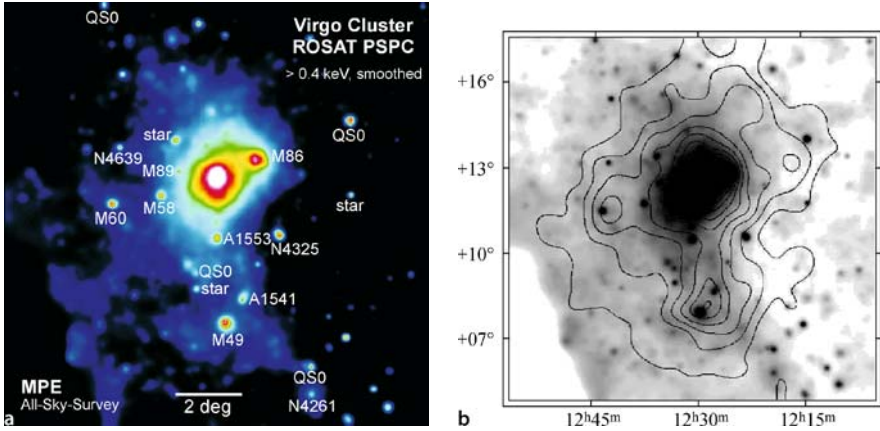 QS0
Virgo Cluster
ROSAT PSPC
> 0.4 keV, smoothed
star
QS0
N4639
M86
M89
M60
M58
star
A1553
N4325
QS0
star
A1541
M49
MPE
All-Sky-Survey
2 deg
QS0
N4261
a
+16°
+13°
+10°
+07°
b
12ʰ45ᵐ
12ʰ30ᵐ
12ʰ15ᵐ